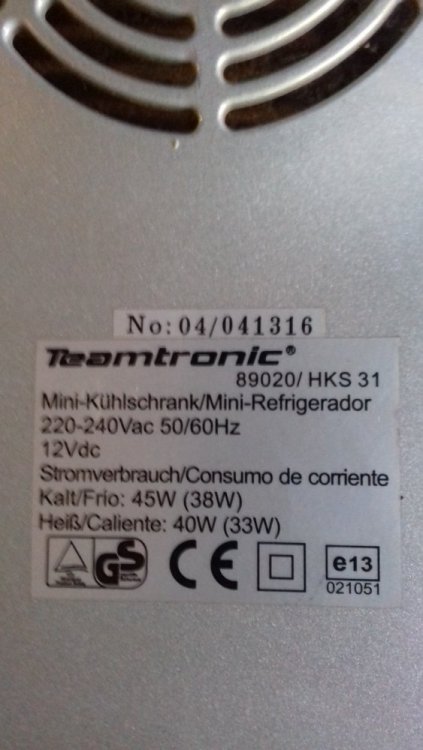 No: 04/041316
Teamtronic®
89020/ HKS 31
Mini-Kühlschrank/Mini-Refrigerador
220-240Vac 50/60Hz
12Vdc
Stromverbrauch/Consumo de corriente
Kalt/Frio: 45W (38W)
Heiß/Caliente: 40W (33W)
GS CE e13
021051